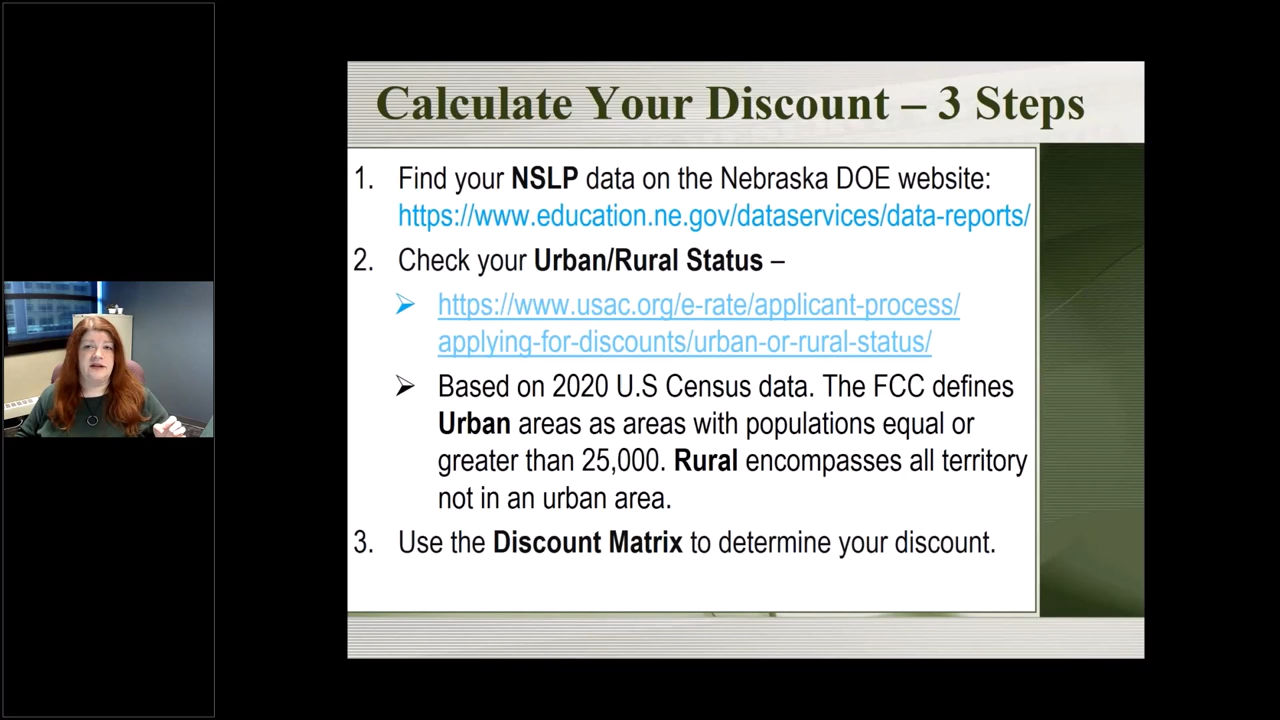 Calculate Your Discount – 3 Steps
1. Find your NSLP data on the Nebraska DOE website:
https://www.education.ne.gov/dataservices/data-reports/
2. Check your Urban/Rural Status –
https://www.usac.org/e-rate/applicant-process/
applying-for-discounts/urban-or-rural-status/
Based on 2020 U.S Census data. The FCC defines
Urban areas as areas with populations equal or
greater than 25,000. Rural encompasses all territory
not in an urban area.
3. Use the Discount Matrix to determine your discount.